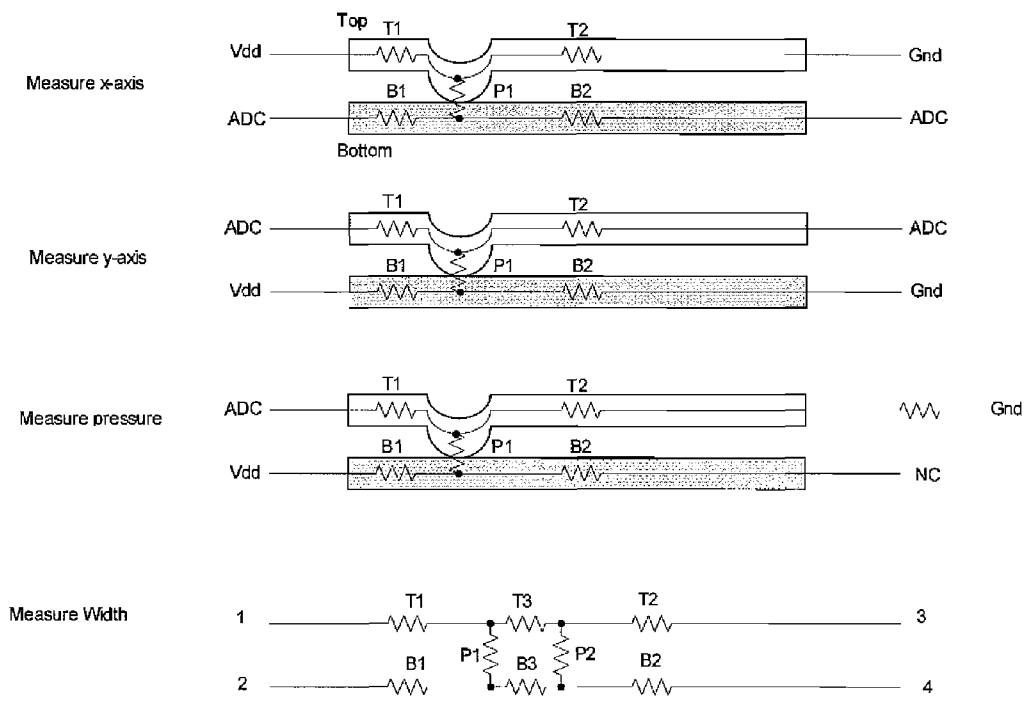 Top
T1 T2
Vdd Gnd
Measure x-axis
B1 P1 B2
ADC ADC
Bottom
T1 T2
ADC ADC
Measure y-axis
B1 P1 B2
Vdd Gnd
T1 T2
Measure pressure ADC Gnd
B1 P1 B2
Vdd NC
Measure Width
T1 T3 T2
1 3
P1 P2
B1 B3 B2
2 4